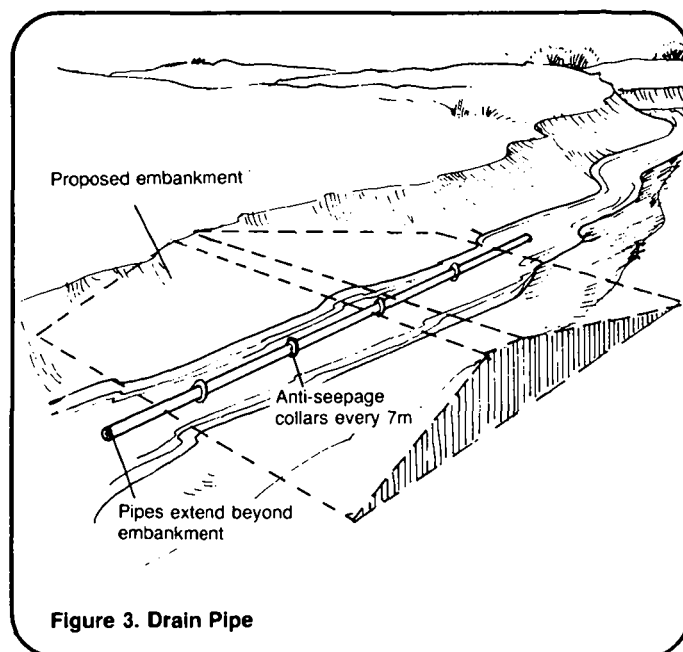 Proposed embankment
Anti-seepage
collars every 7m
Pipes extend beyond
embankment
Figure 3. Drain Pipe